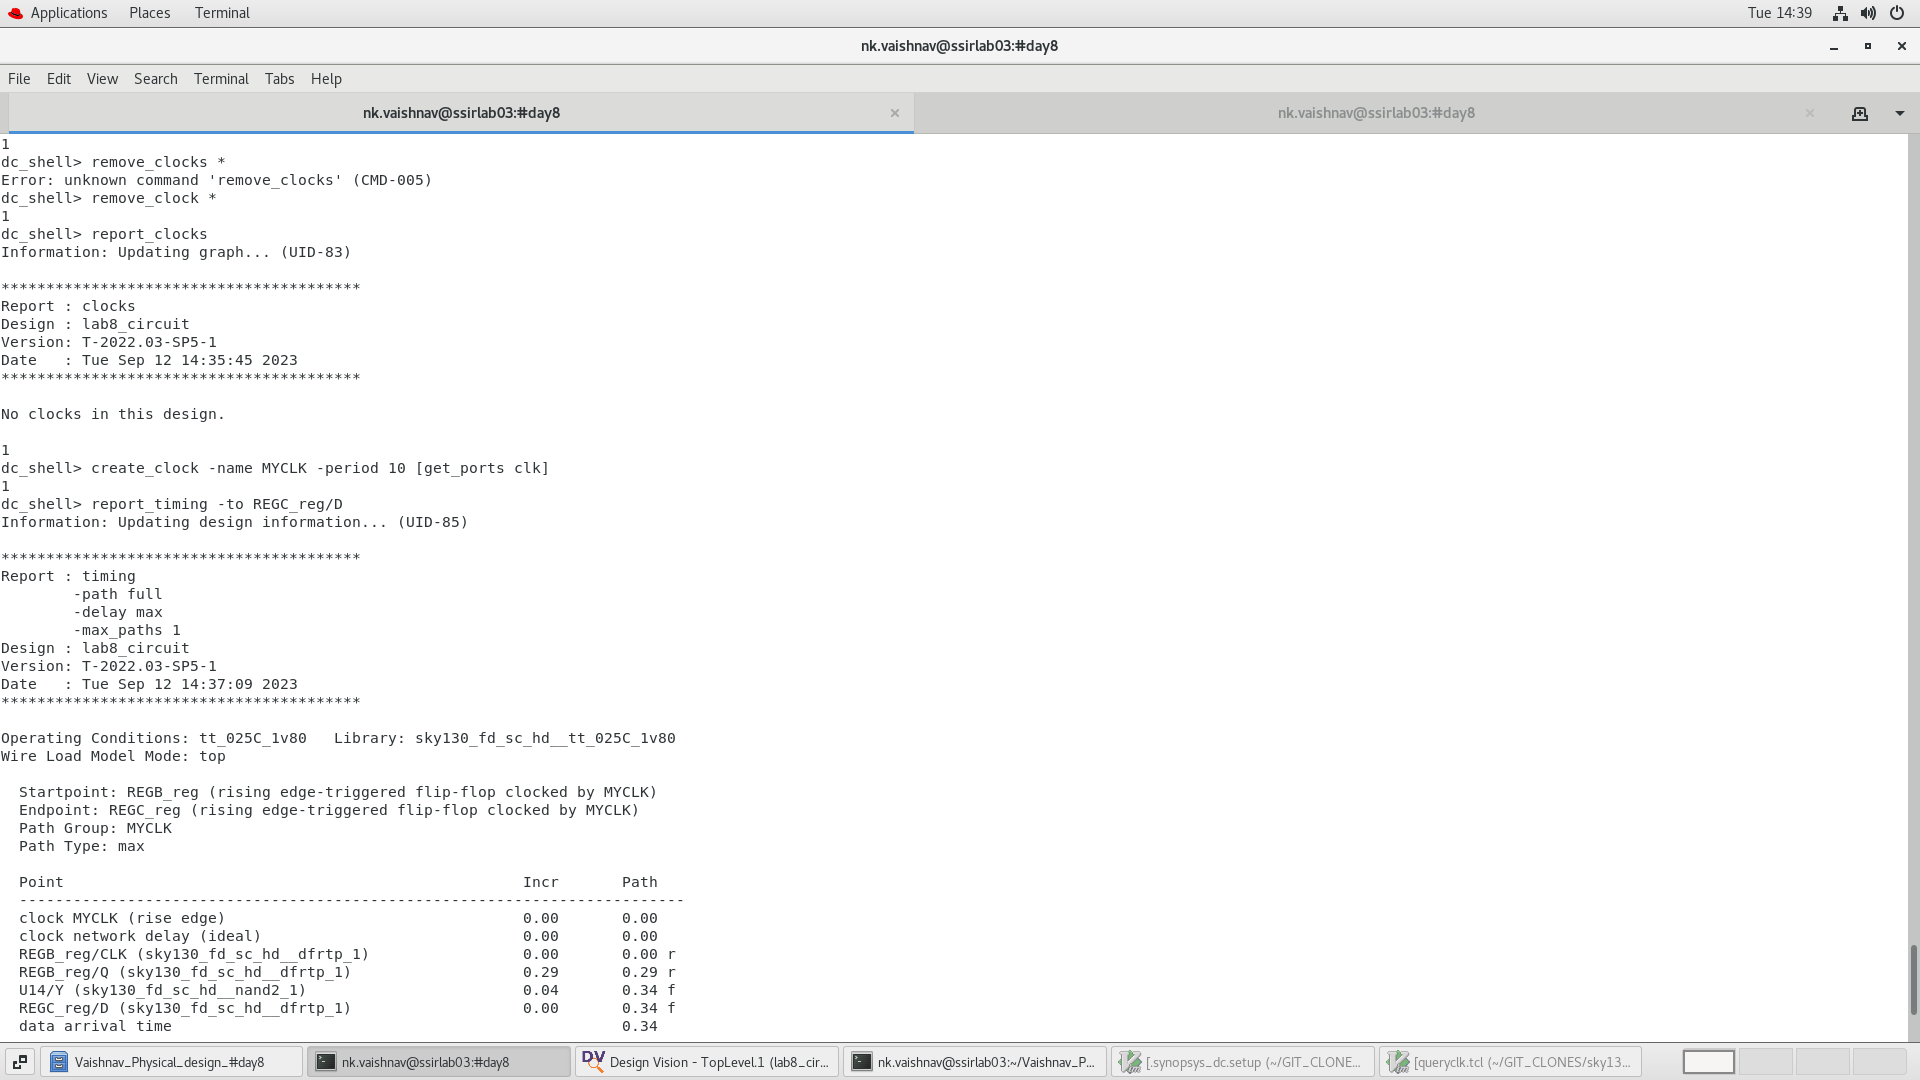 Applications Places Terminal Tue 14:39
nk.vaishnav@ssirlab03:#day8
File Edit View Search Terminal Tabs Help
nk.vaishnav@ssirlab03:#day8 × nk.vaishnav@ssirlab03:#day8 ×
1
dc_shell> remove_clocks *
Error: unknown command 'remove_clocks' (CMD-005)
dc_shell> remove_clock *
1
dc_shell> report_clocks
Information: Updating graph... (UID-83)
****************************************
Report : clocks
Design : lab8_circuit
Version: T-2022.03-SP5-1
Date   : Tue Sep 12 14:35:45 2023
****************************************
No clocks in this design.
1
dc_shell> create_clock -name MYCLK -period 10 [get_ports clk]
1
dc_shell> report_timing -to REGC_reg/D
Information: Updating design information... (UID-85)
****************************************
Report : timing
        -path full
        -delay max
        -max_paths 1
Design : lab8_circuit
Version: T-2022.03-SP5-1
Date   : Tue Sep 12 14:37:09 2023
****************************************
Operating Conditions: tt_025C_1v80   Library: sky130_fd_sc_hd__tt_025C_1v80
Wire Load Model Mode: top
  Startpoint: REGB_reg (rising edge-triggered flip-flop clocked by MYCLK)
  Endpoint: REGC_reg (rising edge-triggered flip-flop clocked by MYCLK)
  Path Group: MYCLK
  Path Type: max
  Point                                                   Incr       Path
  --------------------------------------------------------------------------
  clock MYCLK (rise edge)                                 0.00       0.00
  clock network delay (ideal)                             0.00       0.00
  REGB_reg/CLK (sky130_fd_sc_hd__dfrtp_1)                 0.00       0.00 r
  REGB_reg/Q (sky130_fd_sc_hd__dfrtp_1)                   0.29       0.29 r
  U14/Y (sky130_fd_sc_hd__nand2_1)                        0.04       0.34 f
  REGC_reg/D (sky130_fd_sc_hd__dfrtp_1)                   0.00       0.34 f
  data arrival time                                                  0.34
Vaishnav_Physical_design_#day8 nk.vaishnav@ssirlab03:#day8 DV Design Vision - TopLevel.1 (lab8_cir... nk.vaishnav@ssirlab03:~/Vaishnav_P... [.synopsys_dc.setup (~/GIT_CLONE... [queryclk.tcl (~/GIT_CLONES/sky13...